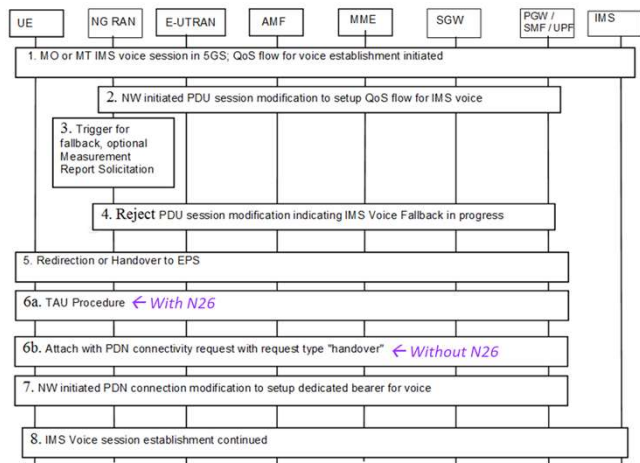 UE NG RAN E-UTRAN AMF MME SGW PGW / SMF / UPF IMS
1. MO or MT IMS voice session in 5GS; QoS flow for voice establishment initiated
2. NW initiated PDU session modification to setup QoS flow for IMS voice
3. Trigger for
fallback, optional
Measurement
Report Solicitation
4. Reject PDU session modification indicating IMS Voice Fallback in progress
5. Redirection or Handover to EPS
6a. TAU Procedure ← With N26
6b. Attach with PDN connectivity request with request type "handover" ← Without N26
7. NW initiated PDN connection modification to setup dedicated bearer for voice
8. IMS Voice session establishment continued